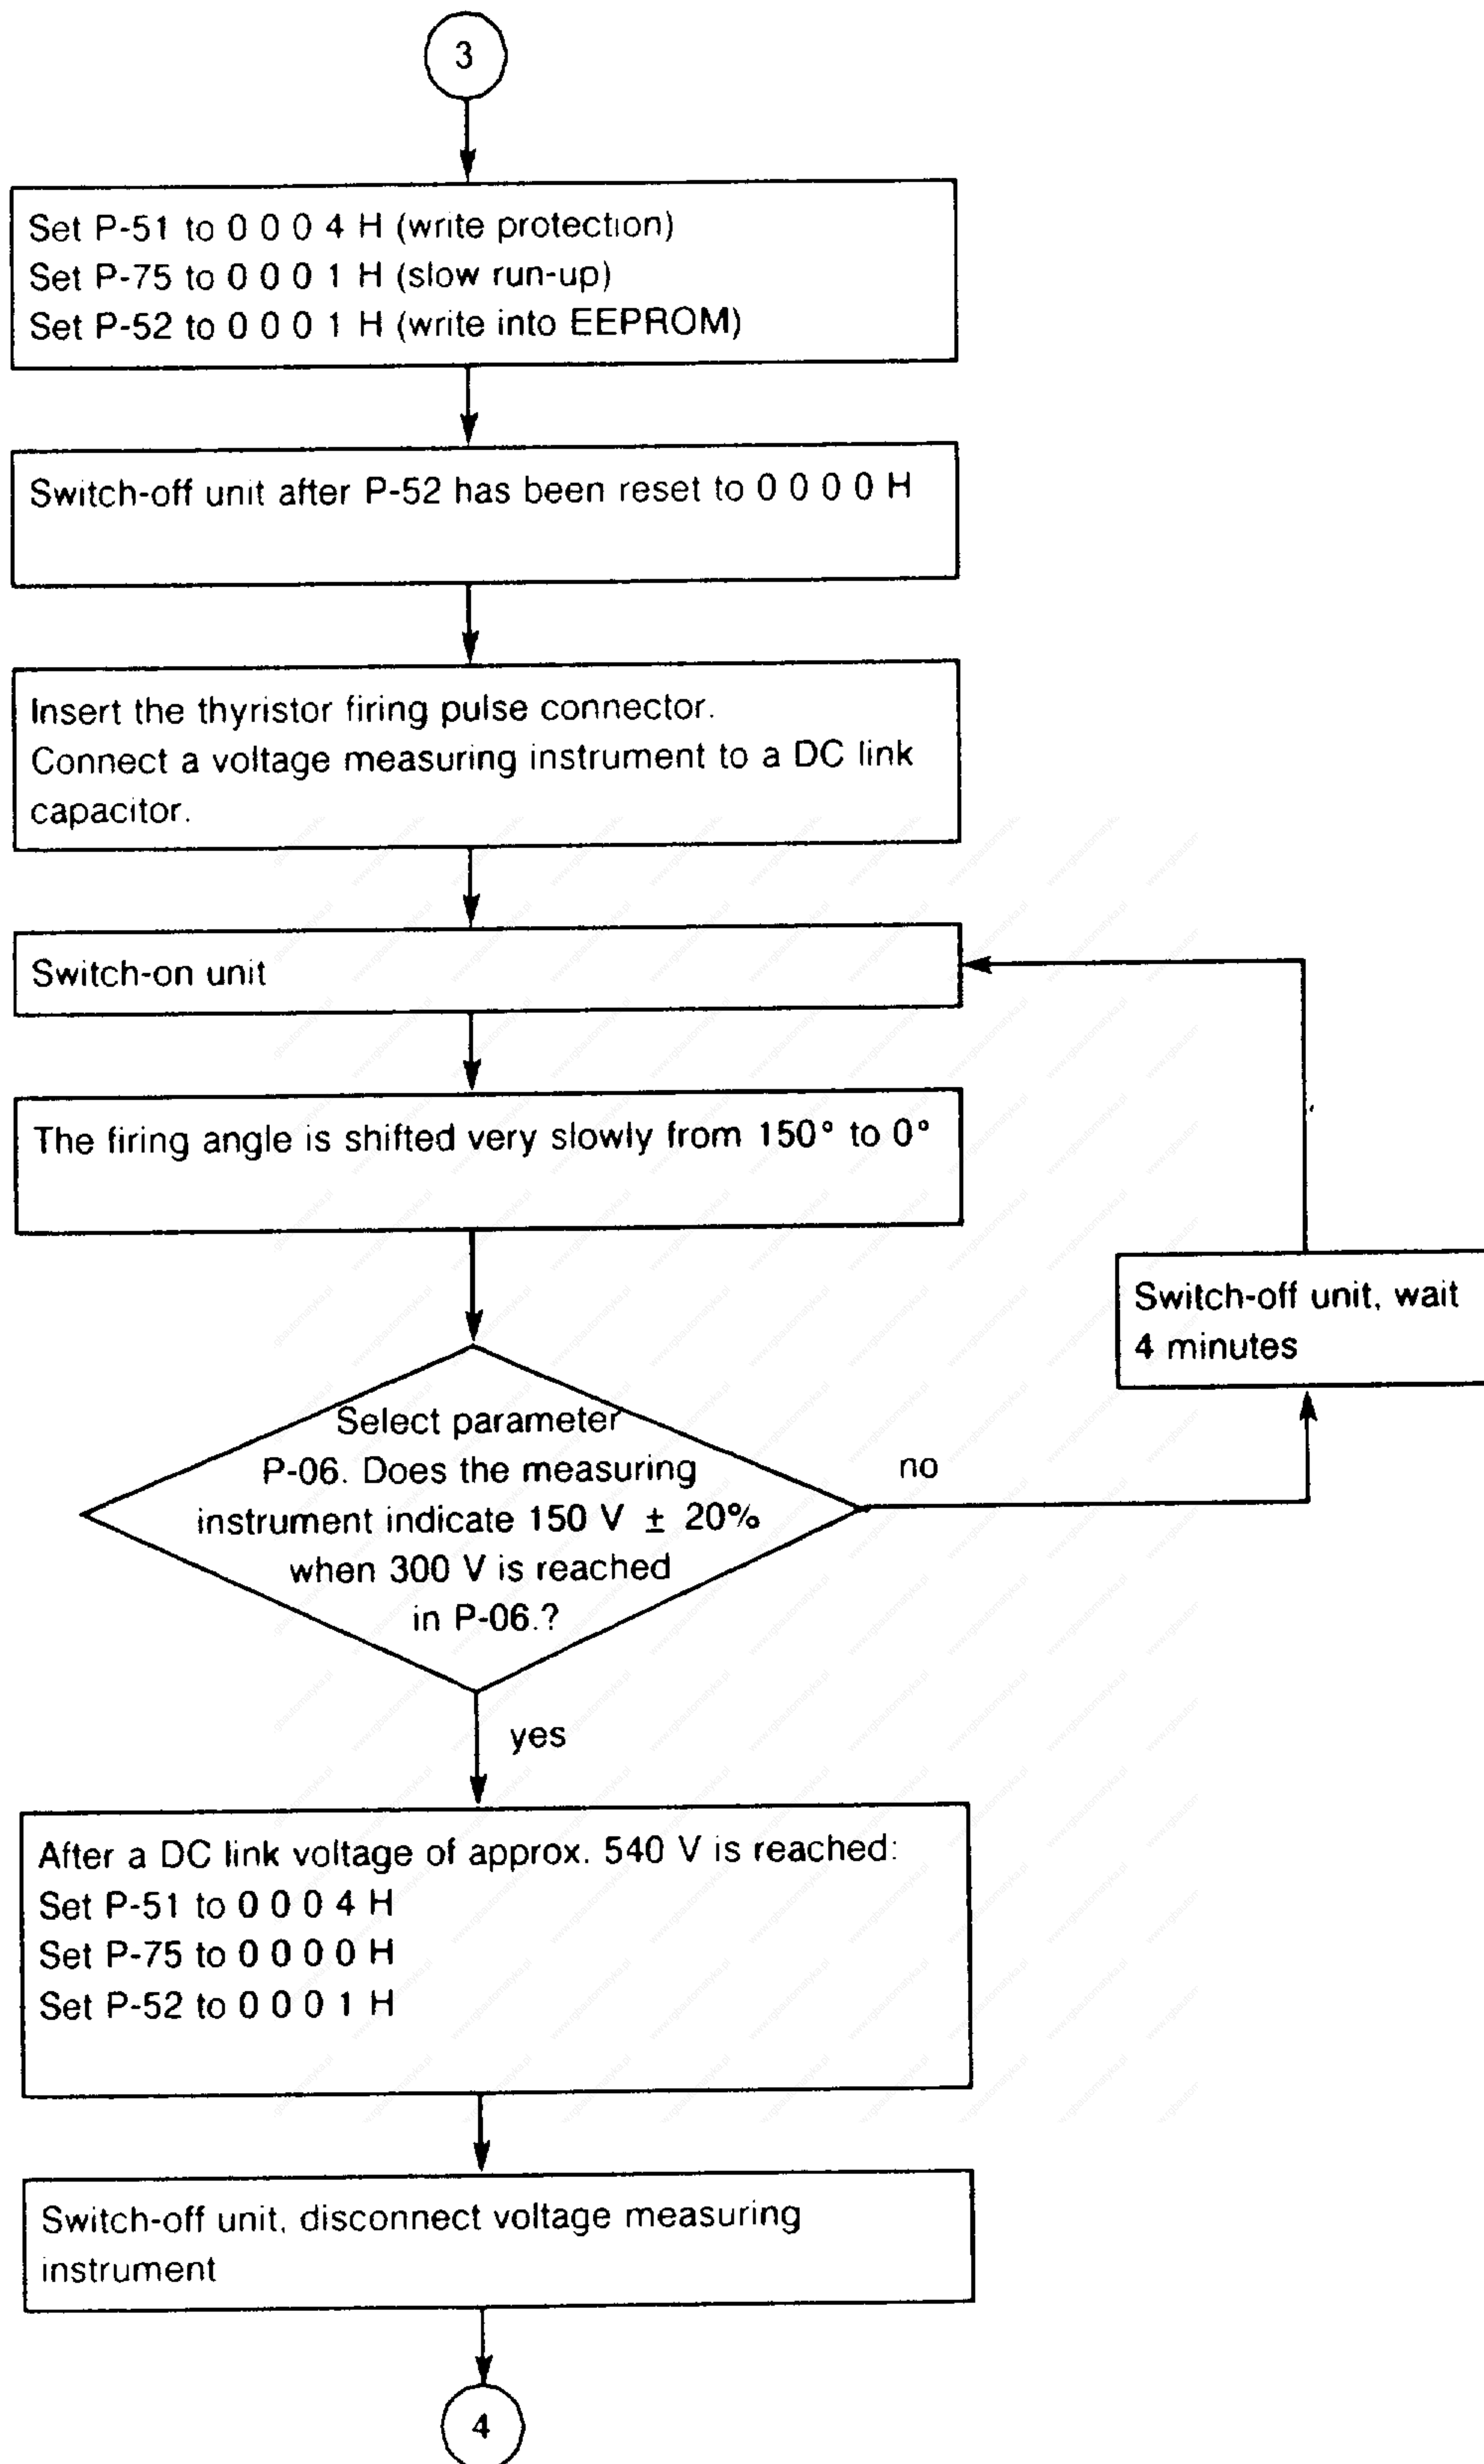 3
Set P-51 to 0 0 0 4 H (write protection)
Set P-75 to 0 0 0 1 H (slow run-up)
Set P-52 to 0 0 0 1 H (write into EEPROM)
Switch-off unit after P-52 has been reset to 0 0 0 0 H
Insert the thyristor firing pulse connector.
Connect a voltage measuring instrument to a DC link
capacitor.
Switch-on unit
The firing angle is shifted very slowly from 150° to 0°
Switch-off unit, wait
4 minutes
Select parameter
P-06. Does the measuring
instrument indicate 150 V ± 20%
when 300 V is reached
in P-06.?
no
yes
After a DC link voltage of approx. 540 V is reached:
Set P-51 to 0 0 0 4 H
Set P-75 to 0 0 0 0 H
Set P-52 to 0 0 0 1 H
Switch-off unit, disconnect voltage measuring
instrument
4
www.rgbautomatyka.pl